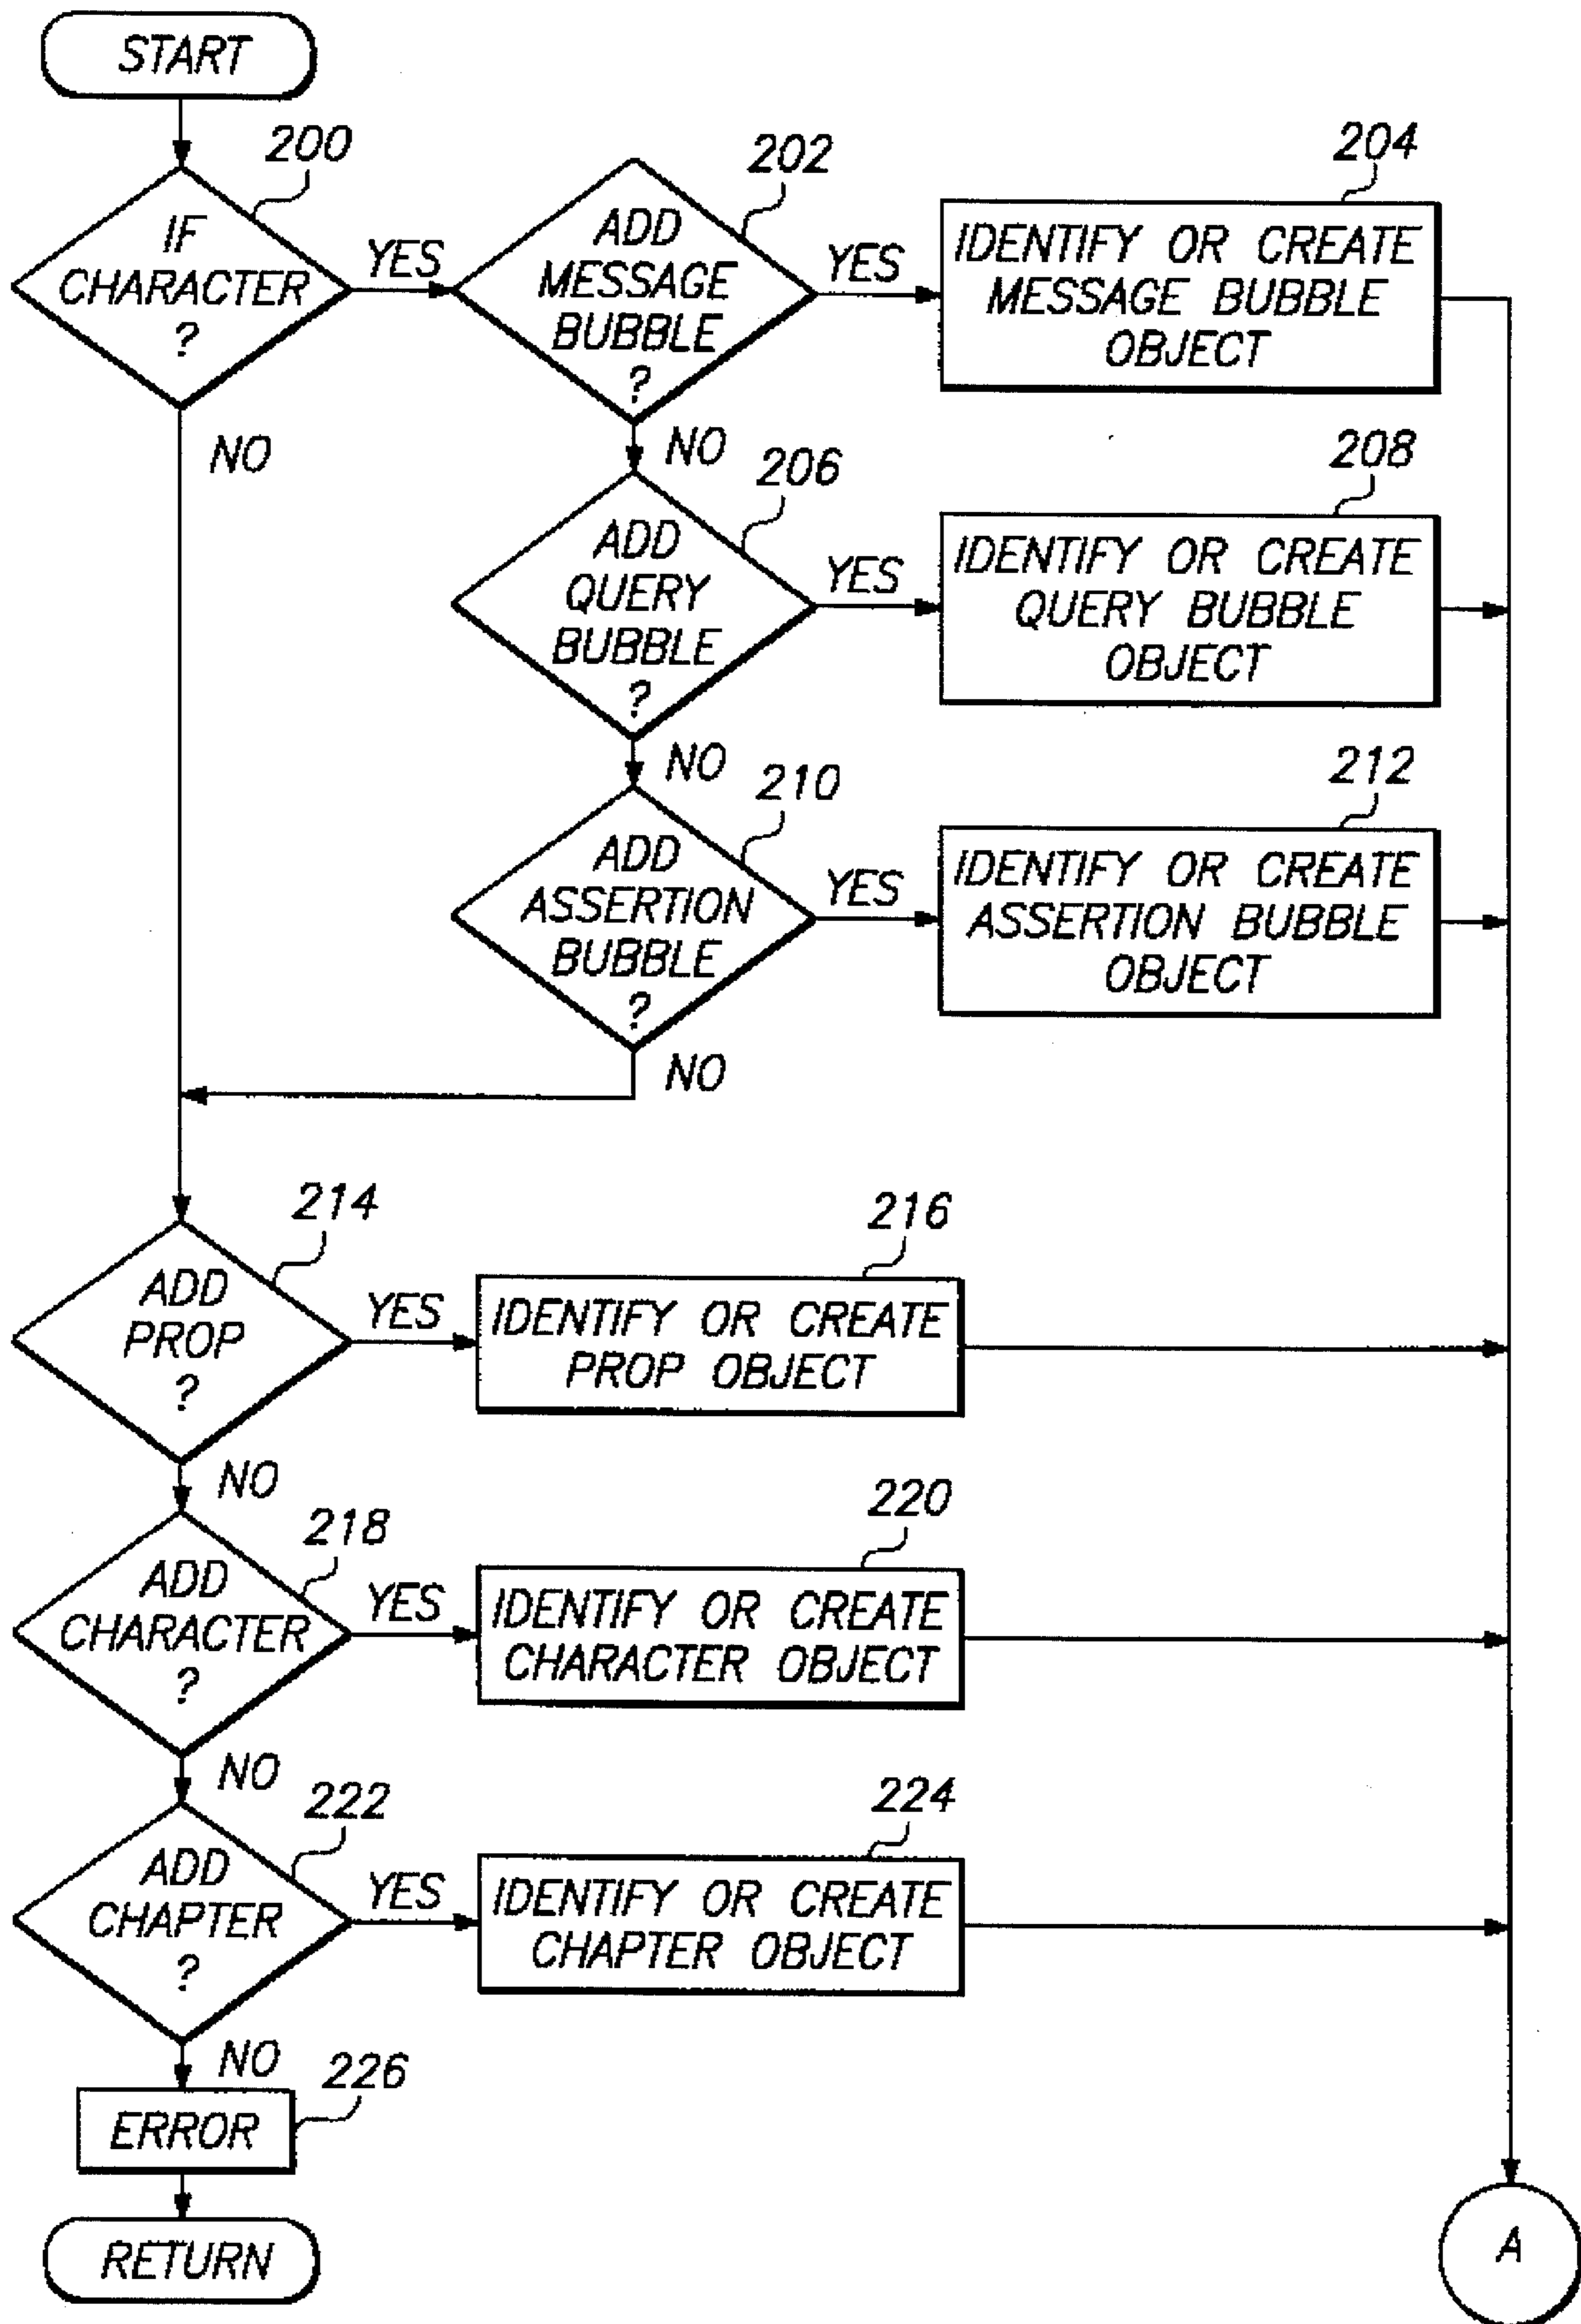 START
200
IF
CHARACTER
?
YES
NO
202
ADD
MESSAGE
BUBBLE
?
YES
NO
204
IDENTIFY OR CREATE
MESSAGE BUBBLE
OBJECT
206
ADD
QUERY
BUBBLE
?
YES
NO
208
IDENTIFY OR CREATE
QUERY BUBBLE
OBJECT
210
ADD
ASSERTION
BUBBLE
?
YES
NO
212
IDENTIFY OR CREATE
ASSERTION BUBBLE
OBJECT
214
ADD
PROP
?
YES
NO
216
IDENTIFY OR CREATE
PROP OBJECT
218
ADD
CHARACTER
?
YES
NO
220
IDENTIFY OR CREATE
CHARACTER OBJECT
222
ADD
CHAPTER
?
YES
NO
224
IDENTIFY OR CREATE
CHAPTER OBJECT
226
ERROR
RETURN
A